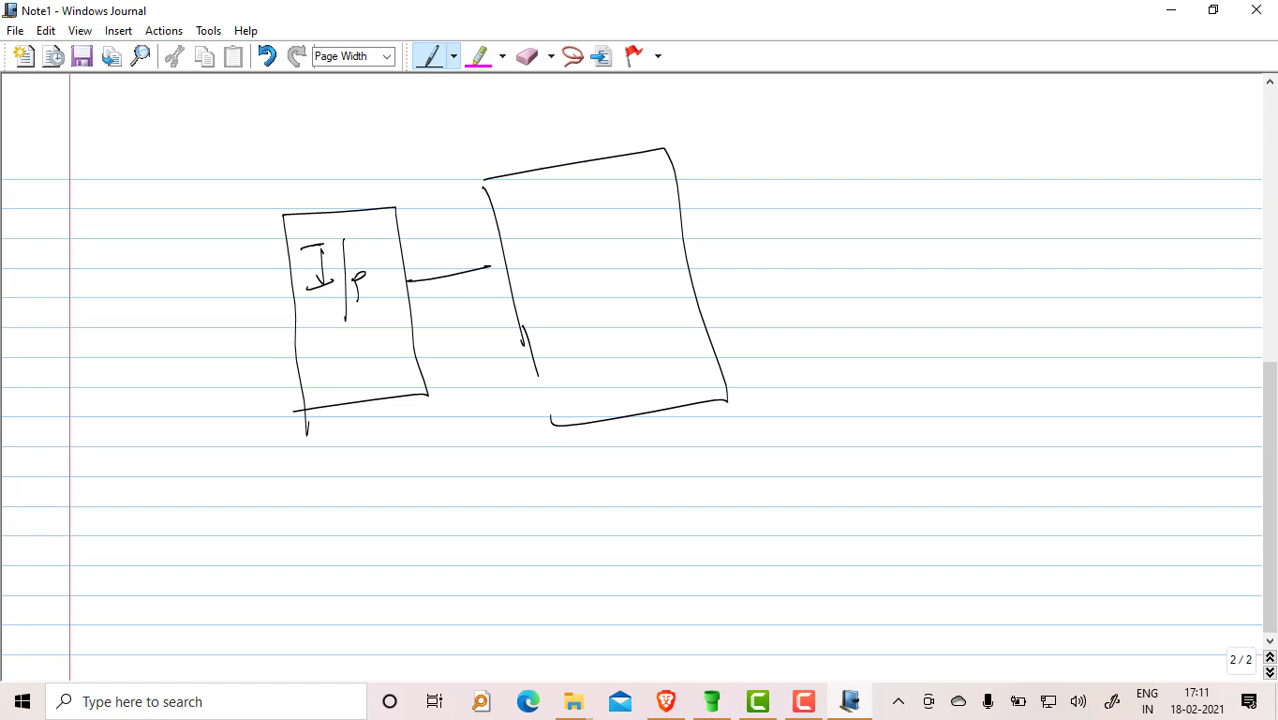 Note1 - Windows Journal
File Edit View Insert Actions Tools Help
Page Width
2 / 2
Type here to search
ENG 17:11
IN 18-02-2021